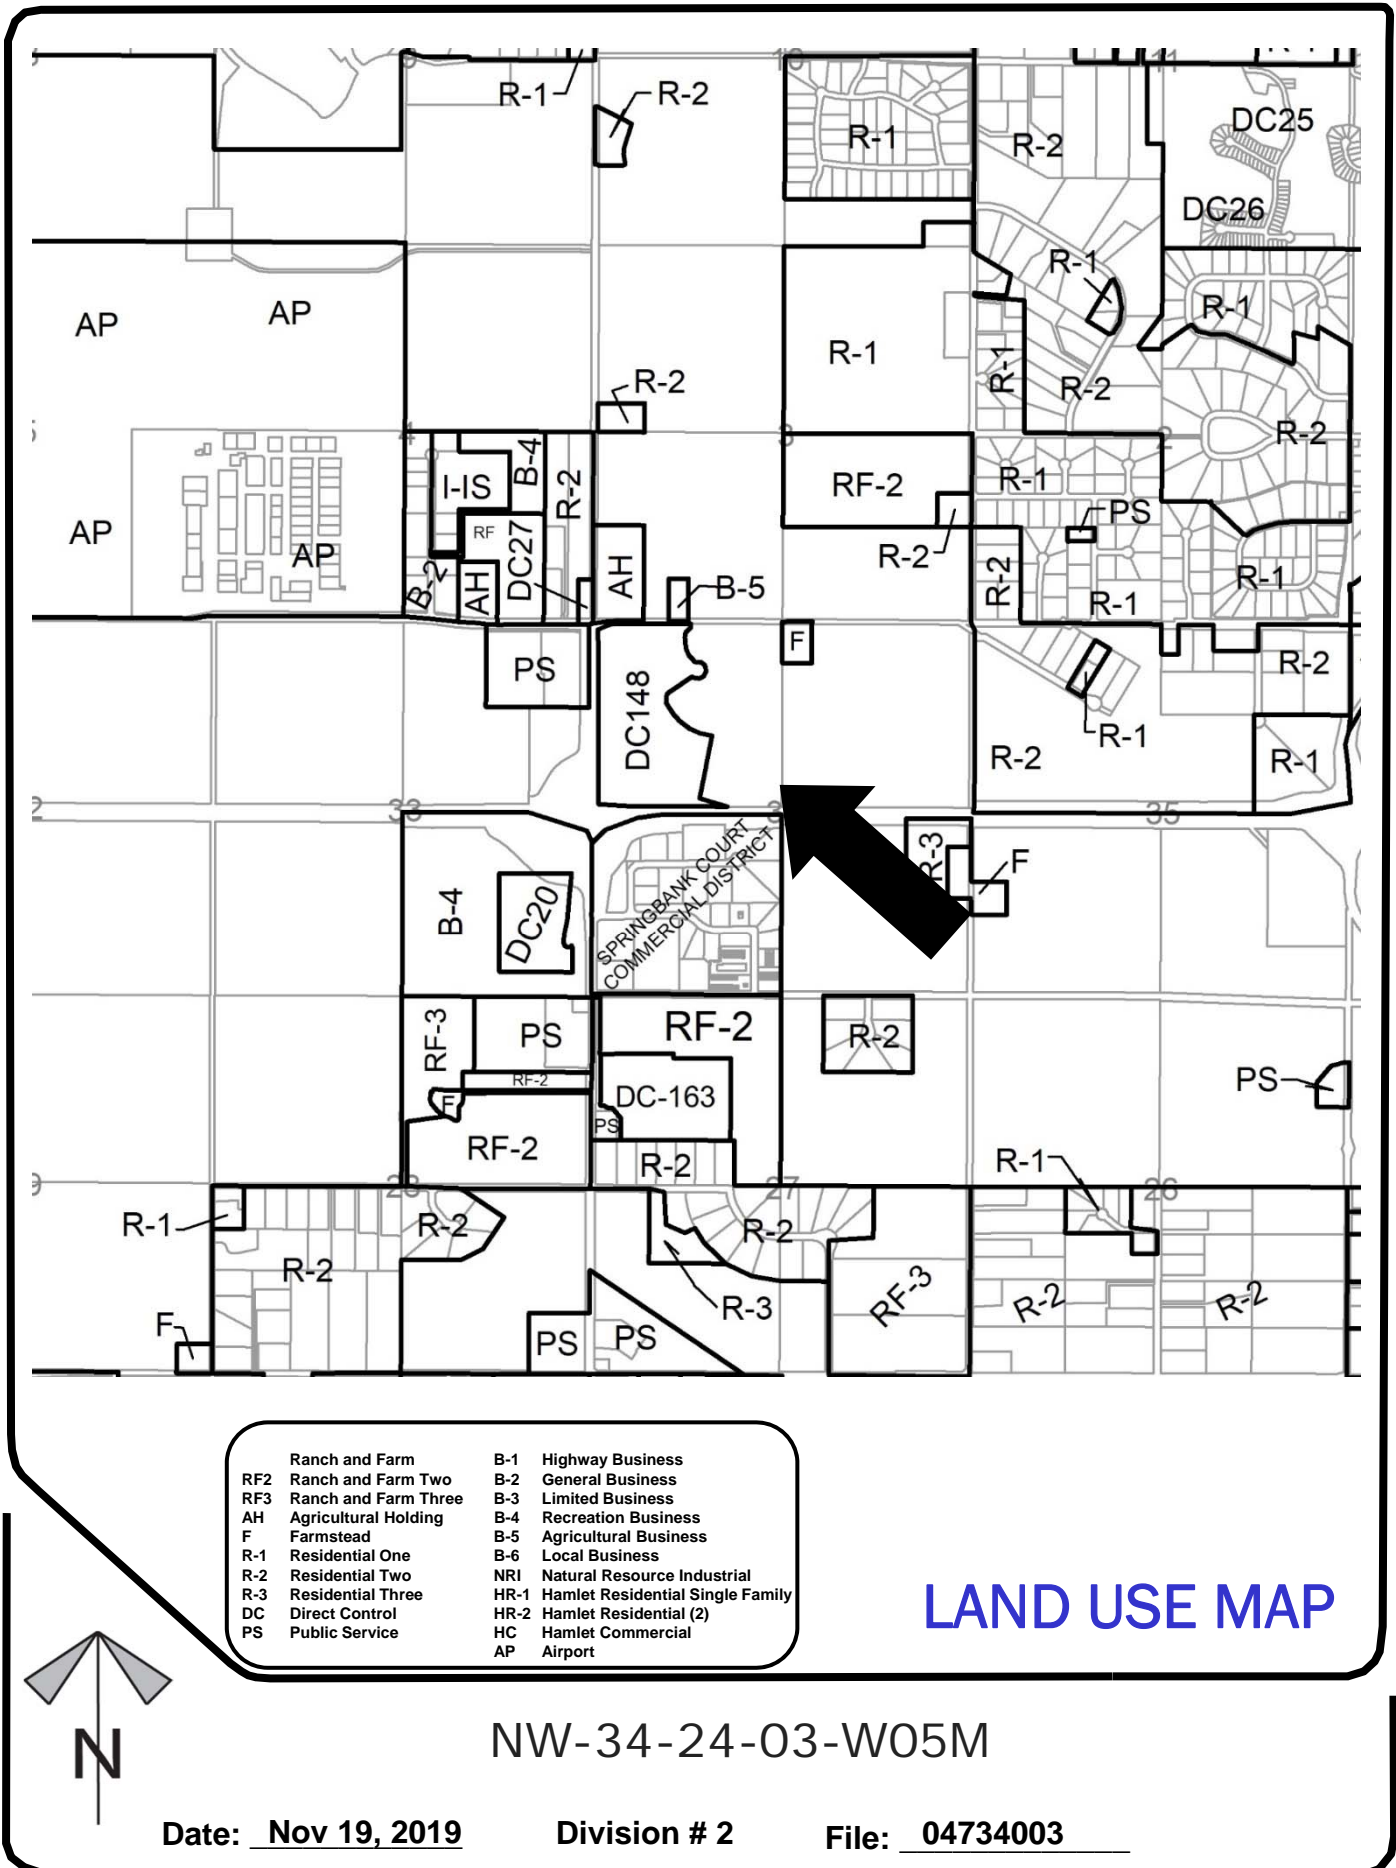 10
11
R-1
R-2
R-1
R-2
DC25
DC26
R-1
R-1
AP
AP
R-1
R-1
R-2
R-2
4
3
2
R-2
I-IS
B-4
R-2
RF-2
R-1
PS
AP
AP
RF
DC27
AH
R-2
R-2
R-1
B-2
AH
B-5
R-1
F
PS
R-2
DC148
R-1
R-2
R-1
33
35
SPRINGBANK COURT
COMMERCIAL DISTRICT
R-3
F
B-4
DC20
RF-3
PS
RF-2
R-2
RF-2
PS
F
DC-163
PS
RF-2
R-2
R-1
28
27
26
R-1
R-2
R-2
R-2
RF-3
R-2
R-2
R-3
F
PS
PS
Ranch and Farm
RF2 Ranch and Farm Two
RF3 Ranch and Farm Three
AH Agricultural Holding
F Farmstead
R-1 Residential One
R-2 Residential Two
R-3 Residential Three
DC Direct Control
PS Public Service
B-1 Highway Business
B-2 General Business
B-3 Limited Business
B-4 Recreation Business
B-5 Agricultural Business
B-6 Local Business
NRI Natural Resource Industrial
HR-1 Hamlet Residential Single Family
HR-2 Hamlet Residential (2)
HC Hamlet Commercial
AP Airport
LAND USE MAP
N
NW-34-24-03-W05M
Date: Nov 19, 2019 Division # 2 File: 04734003